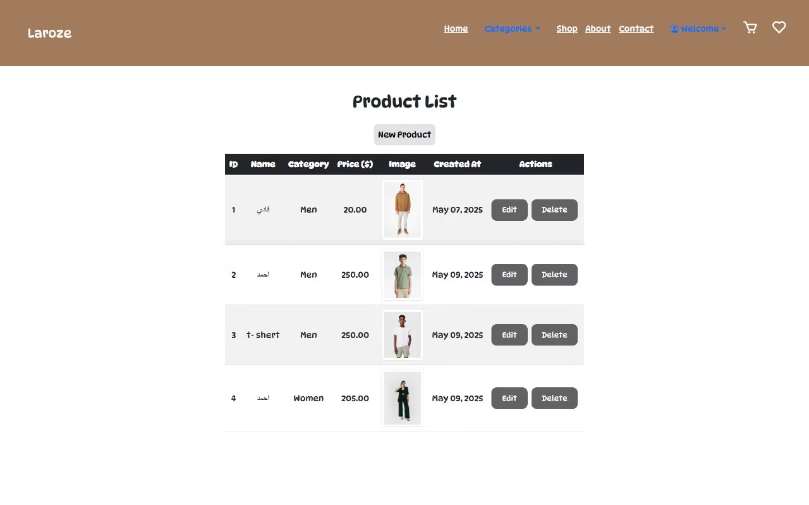 Laroze
Home Categories Shop About Contact Welcome
Product List
New Product
ID Name Category Price ($) Image Created At Actions
1 Men 20.00 May 07, 2025 Edit Delete
2 احمد Men 250.00 May 09, 2025 Edit Delete
3 t- shert Men 250.00 May 09, 2025 Edit Delete
4 احمد Women 205.00 May 09, 2025 Edit Delete